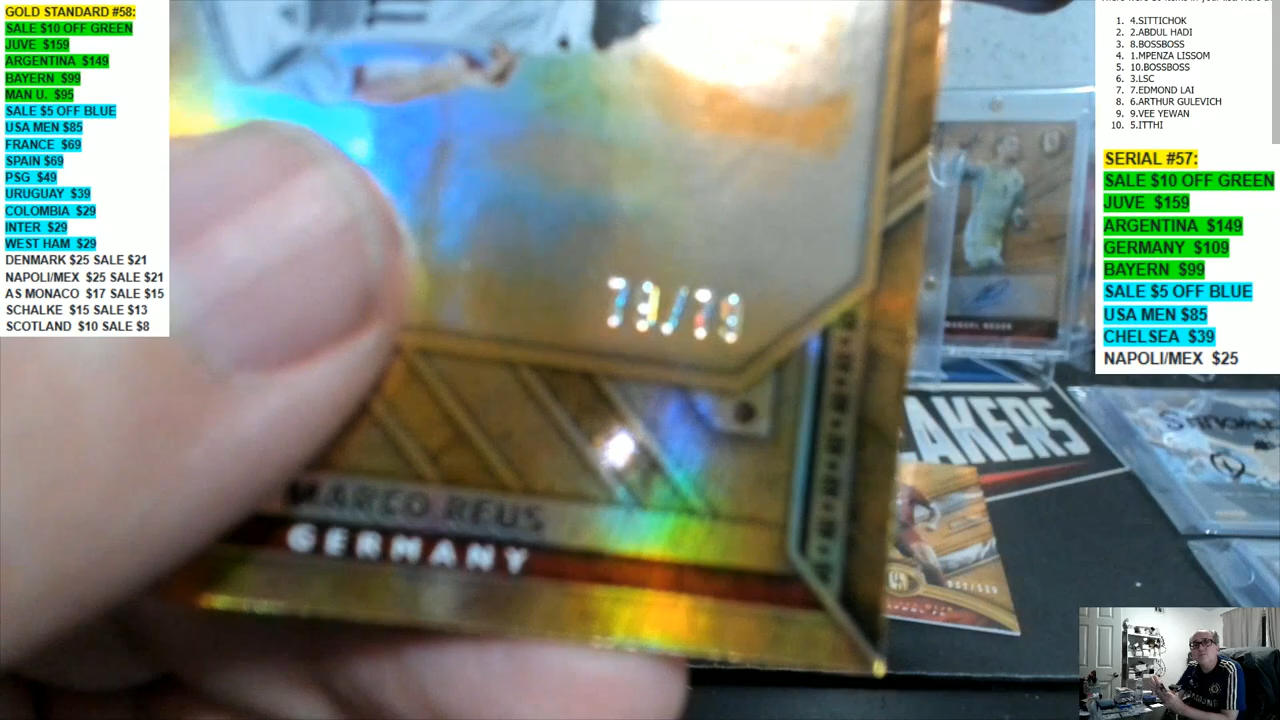 GOLD STANDARD #58:
SALE $10 OFF GREEN
JUVE $159
ARGENTINA $149
BAYERN $99
MAN U. $95
SALE $5 OFF BLUE
USA MEN $85
FRANCE $69
SPAIN $69
PSG $49
URUGUAY $39
COLOMBIA $29
INTER $29
WEST HAM $29
DENMARK $25 SALE $21
NAPOLI/MEX $25 SALE $21
AS MONACO $17 SALE $15
SCHALKE $15 SALE $13
SCOTLAND $10 SALE $8
1. 4.SITTICHOK
2. 2.ABDUL HADI
3. 8.BOSSBOSS
4. 1.MPENZA LISSOM
5. 10.BOSSBOSS
6. 3.LSC
7. 7.EDMOND LAI
8. 6.ARTHUR GULEVICH
9. 9.VEE YEWAN
10. 5.ITTHI
SERIAL #57:
SALE $10 OFF GREEN
JUVE $159
ARGENTINA $149
GERMANY $109
BAYERN $99
SALE $5 OFF BLUE
USA MEN $85
CHELSEA $39
NAPOLI/MEX $25
73/79
MARCO REUS
GERMANY
MANUEL NEUER
AKERS